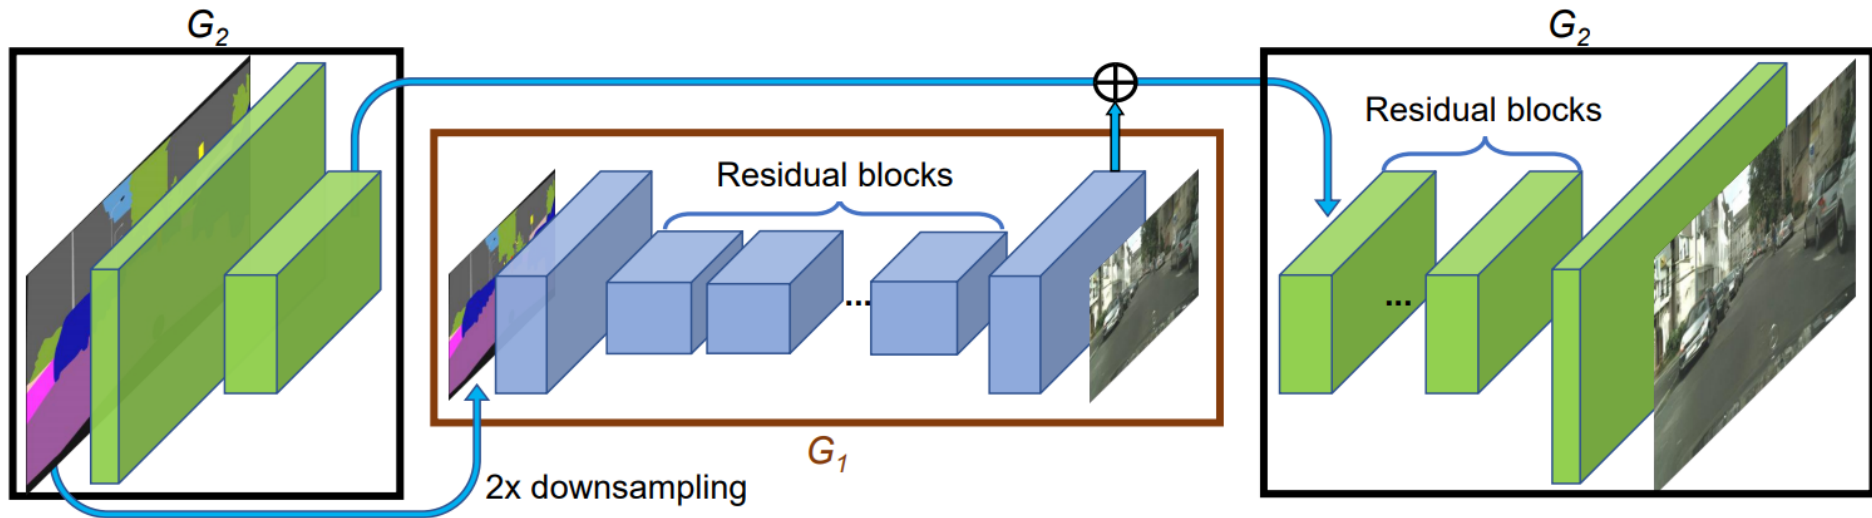 G2
G2
Residual blocks
Residual blocks
...
...
G1
2x downsampling